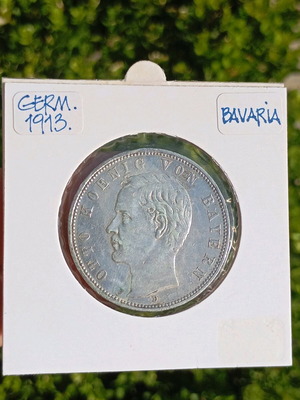 GERM.
1913.
BAVARIA
OTTO KOENIG VON BAYERN
D